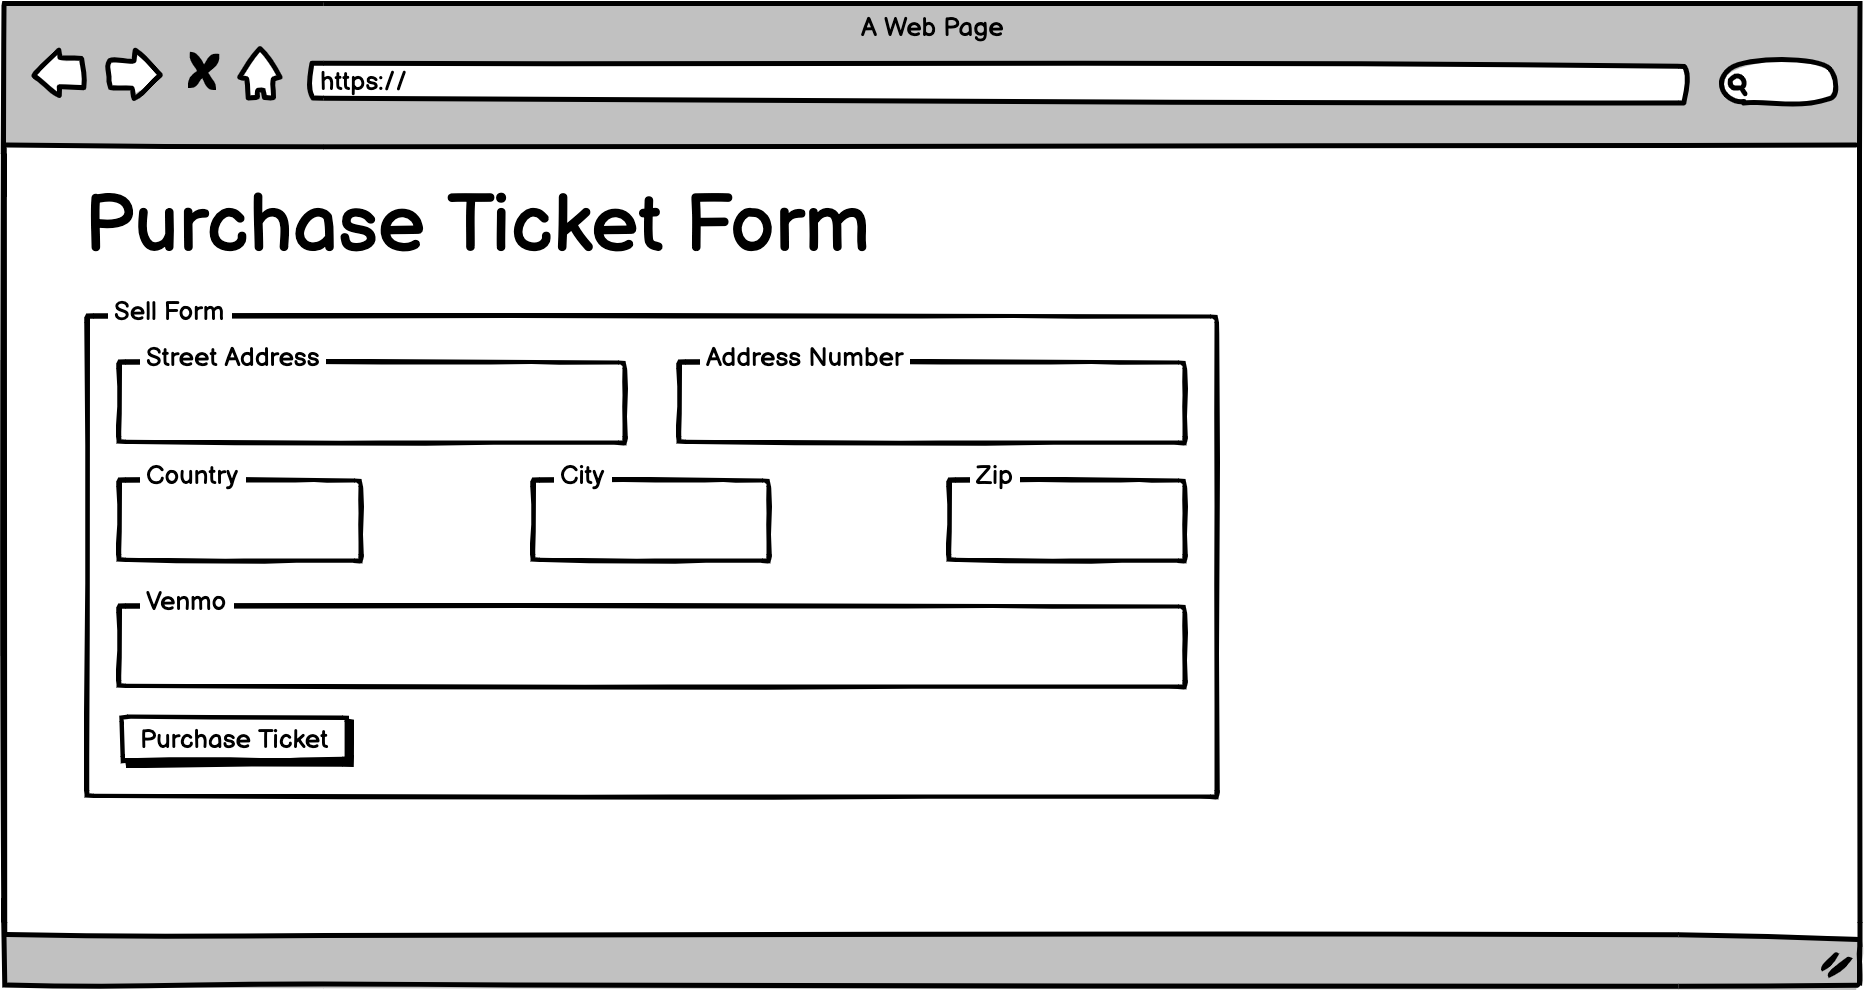 A Web Page
https://
Purchase Ticket Form
Sell Form
Street Address
Address Number
Country
City
Zip
Venmo
Purchase Ticket